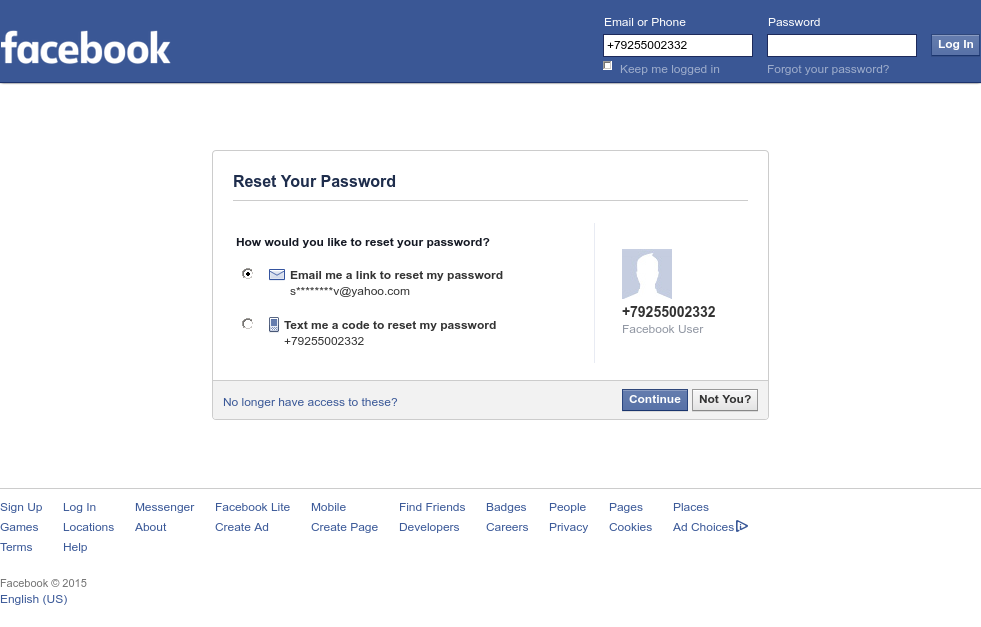 facebook
Email or Phone
Password
+79255002332
Log In
Keep me logged in
Forgot your password?
Reset Your Password
How would you like to reset your password?
Email me a link to reset my password
s********v@yahoo.com
Text me a code to reset my password
+79255002332
+79255002332
Facebook User
No longer have access to these?
Continue
Not You?
Sign Up Log In Messenger Facebook Lite Mobile Find Friends Badges People Pages Places
Games Locations About Create Ad Create Page Developers Careers Privacy Cookies Ad Choices
Terms Help
Facebook © 2015
English (US)